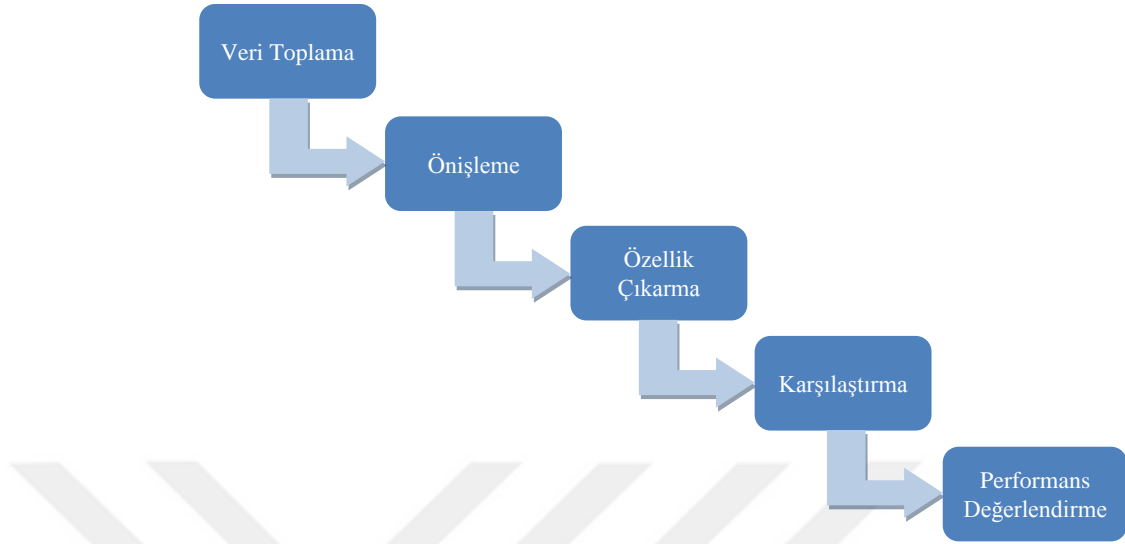 Veri Toplama
Önişleme
Özellik
Çıkarma
Karşılaştırma
Performans
Değerlendirme